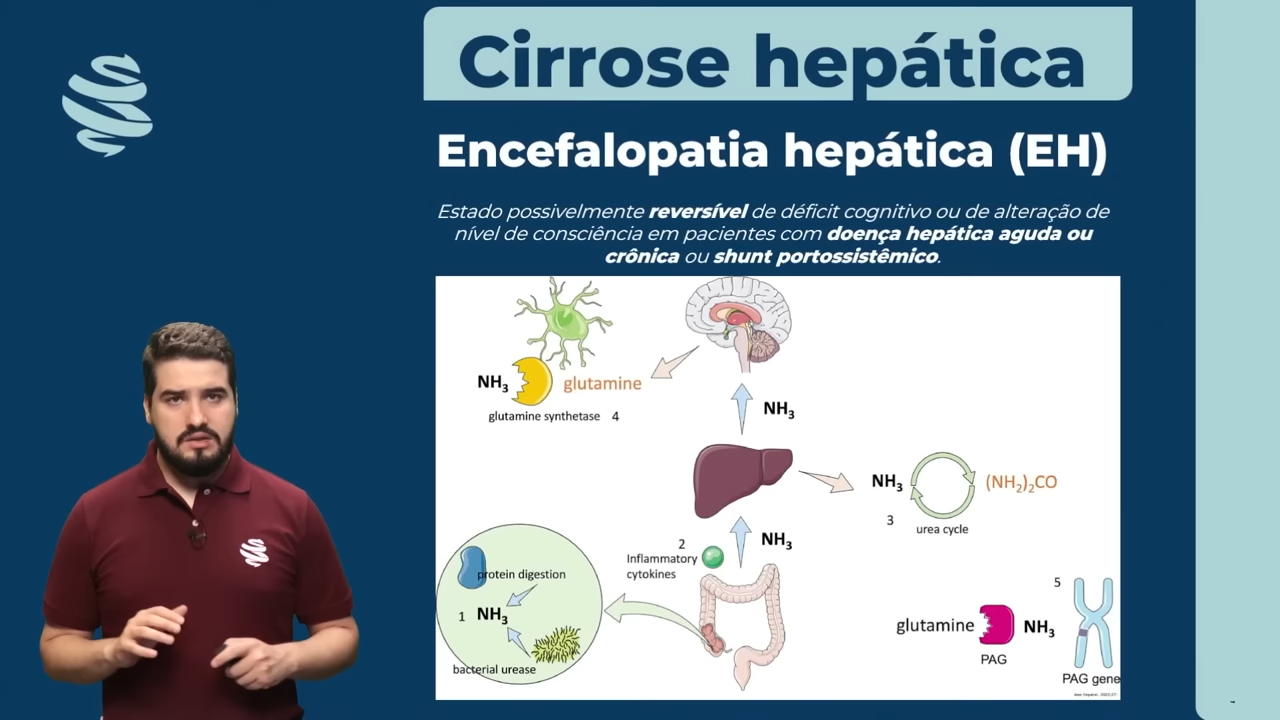 Cirrose hepática
Encefalopatia hepática (EH)
Estado possivelmente reversível de déficit cognitivo ou de alteração de
nível de consciência em pacientes com doença hepática aguda ou
crônica ou shunt portossistêmico.
NH3 glutamine
glutamine synthetase 4
NH3
NH3 (NH2)2CO
3
urea cycle
NH3
2
Inflammatory
cytokines
protein digestion
1 NH3
bacterial urease
5
glutamine NH3
PAG
PAG gene